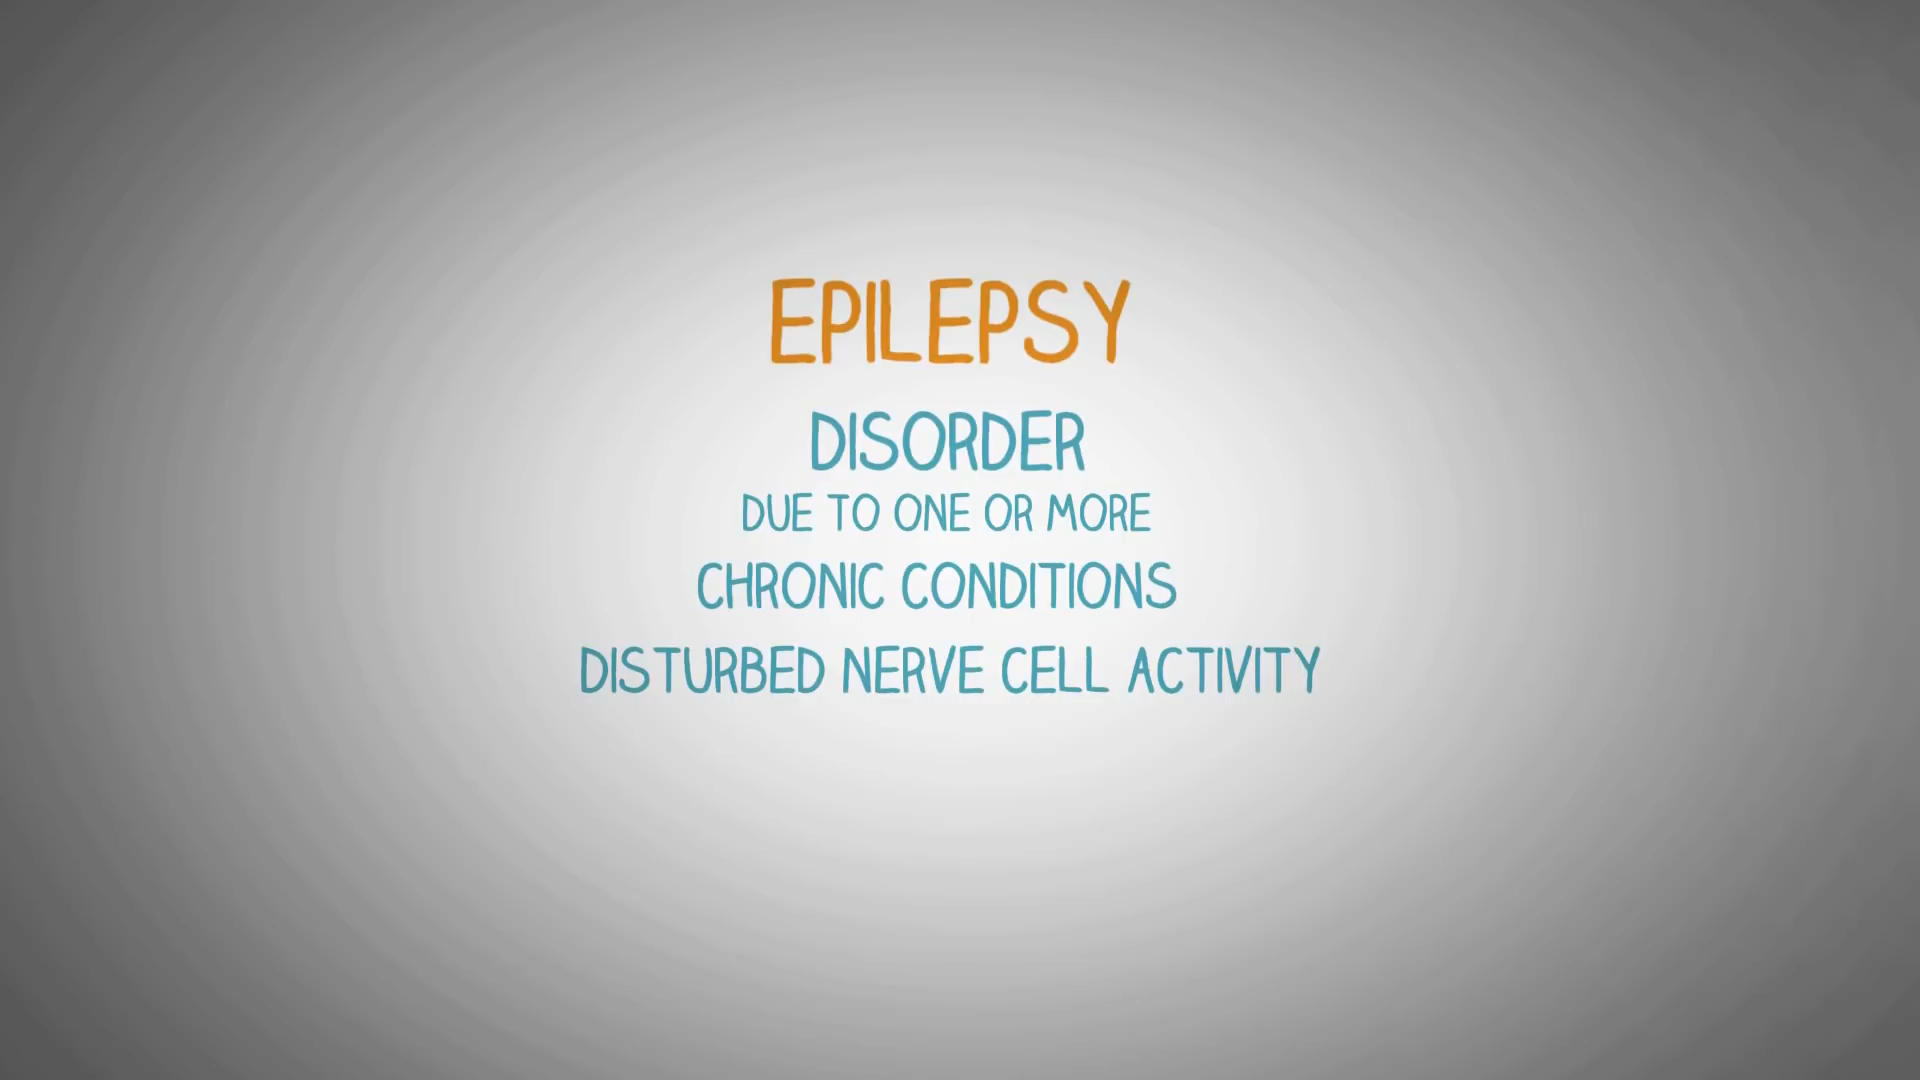 EPILEPSY
DISORDER
DUE TO ONE OR MORE
CHRONIC CONDITIONS
DISTURBED NERVE CELL ACTIVITY